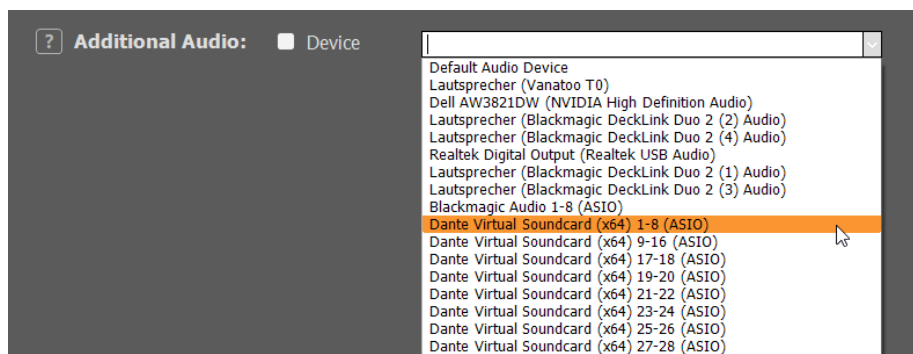 ? Additional Audio: Device
Default Audio Device
Lautsprecher (Vanatoo T0)
Dell AW3821DW (NVIDIA High Definition Audio)
Lautsprecher (Blackmagic DeckLink Duo 2 (2) Audio)
Lautsprecher (Blackmagic DeckLink Duo 2 (4) Audio)
Realtek Digital Output (Realtek USB Audio)
Lautsprecher (Blackmagic DeckLink Duo 2 (1) Audio)
Lautsprecher (Blackmagic DeckLink Duo 2 (3) Audio)
Blackmagic Audio 1-8 (ASIO)
Dante Virtual Soundcard (x64) 1-8 (ASIO)
Dante Virtual Soundcard (x64) 9-16 (ASIO)
Dante Virtual Soundcard (x64) 17-18 (ASIO)
Dante Virtual Soundcard (x64) 19-20 (ASIO)
Dante Virtual Soundcard (x64) 21-22 (ASIO)
Dante Virtual Soundcard (x64) 23-24 (ASIO)
Dante Virtual Soundcard (x64) 25-26 (ASIO)
Dante Virtual Soundcard (x64) 27-28 (ASIO)